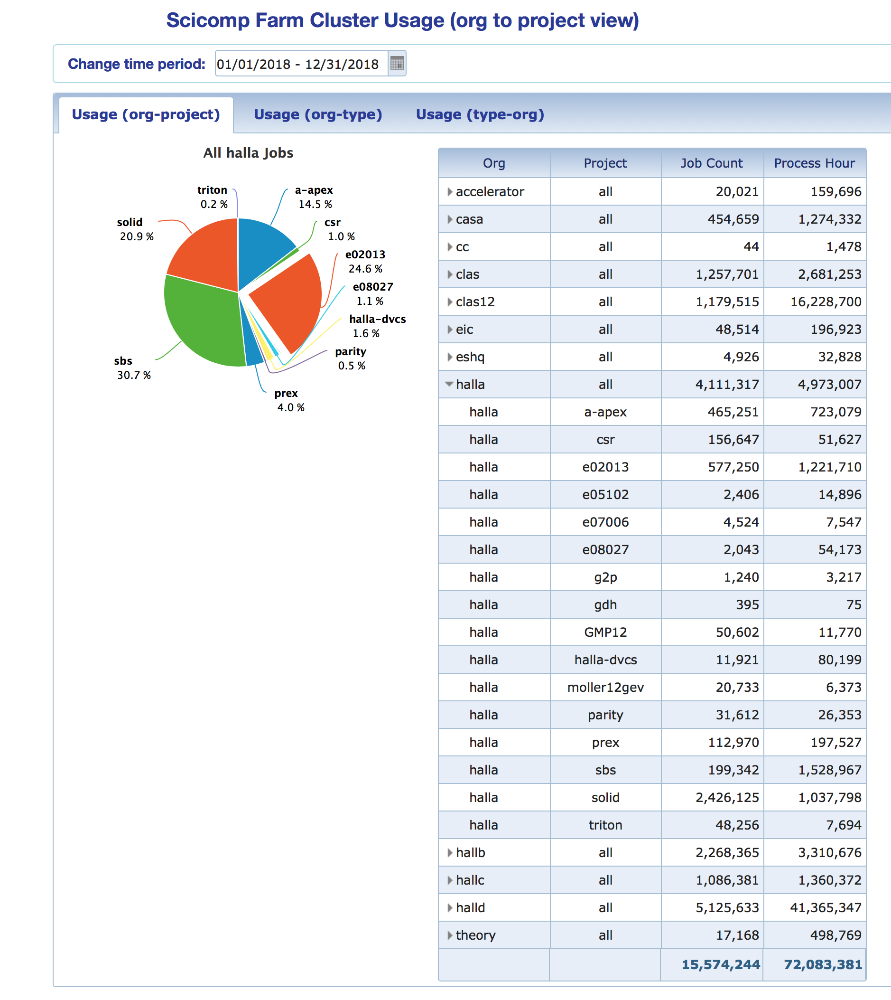 Scicomp Farm Cluster Usage (org to project view)
Change time period: 01/01/2018 - 12/31/2018
Usage (org-project) Usage (org-type) Usage (type-org)
All halla Jobs
triton
0.2 %
a-apex
14.5 %
solid
20.9 %
csr
1.0 %
e02013
24.6 %
e08027
1.1 %
halla-dvcs
1.6 %
parity
0.5 %
sbs
30.7 %
prex
4.0 %
Org Project Job Count Process Hour
accelerator all 20,021 159,696
casa all 454,659 1,274,332
cc all 44 1,478
clas all 1,257,701 2,681,253
clas12 all 1,179,515 16,228,700
eic all 48,514 196,923
eshq all 4,926 32,828
halla all 4,111,317 4,973,007
halla a-apex 465,251 723,079
halla csr 156,647 51,627
halla e02013 577,250 1,221,710
halla e05102 2,406 14,896
halla e07006 4,524 7,547
halla e08027 2,043 54,173
halla g2p 1,240 3,217
halla gdh 395 75
halla GMP12 50,602 11,770
halla halla-dvcs 11,921 80,199
halla moller12gev 20,733 6,373
halla parity 31,612 26,353
halla prex 112,970 197,527
halla sbs 199,342 1,528,967
halla solid 2,426,125 1,037,798
halla triton 48,256 7,694
hallb all 2,268,365 3,310,676
hallc all 1,086,381 1,360,372
halld all 5,125,633 41,365,347
theory all 17,168 498,769
15,574,244 72,083,381